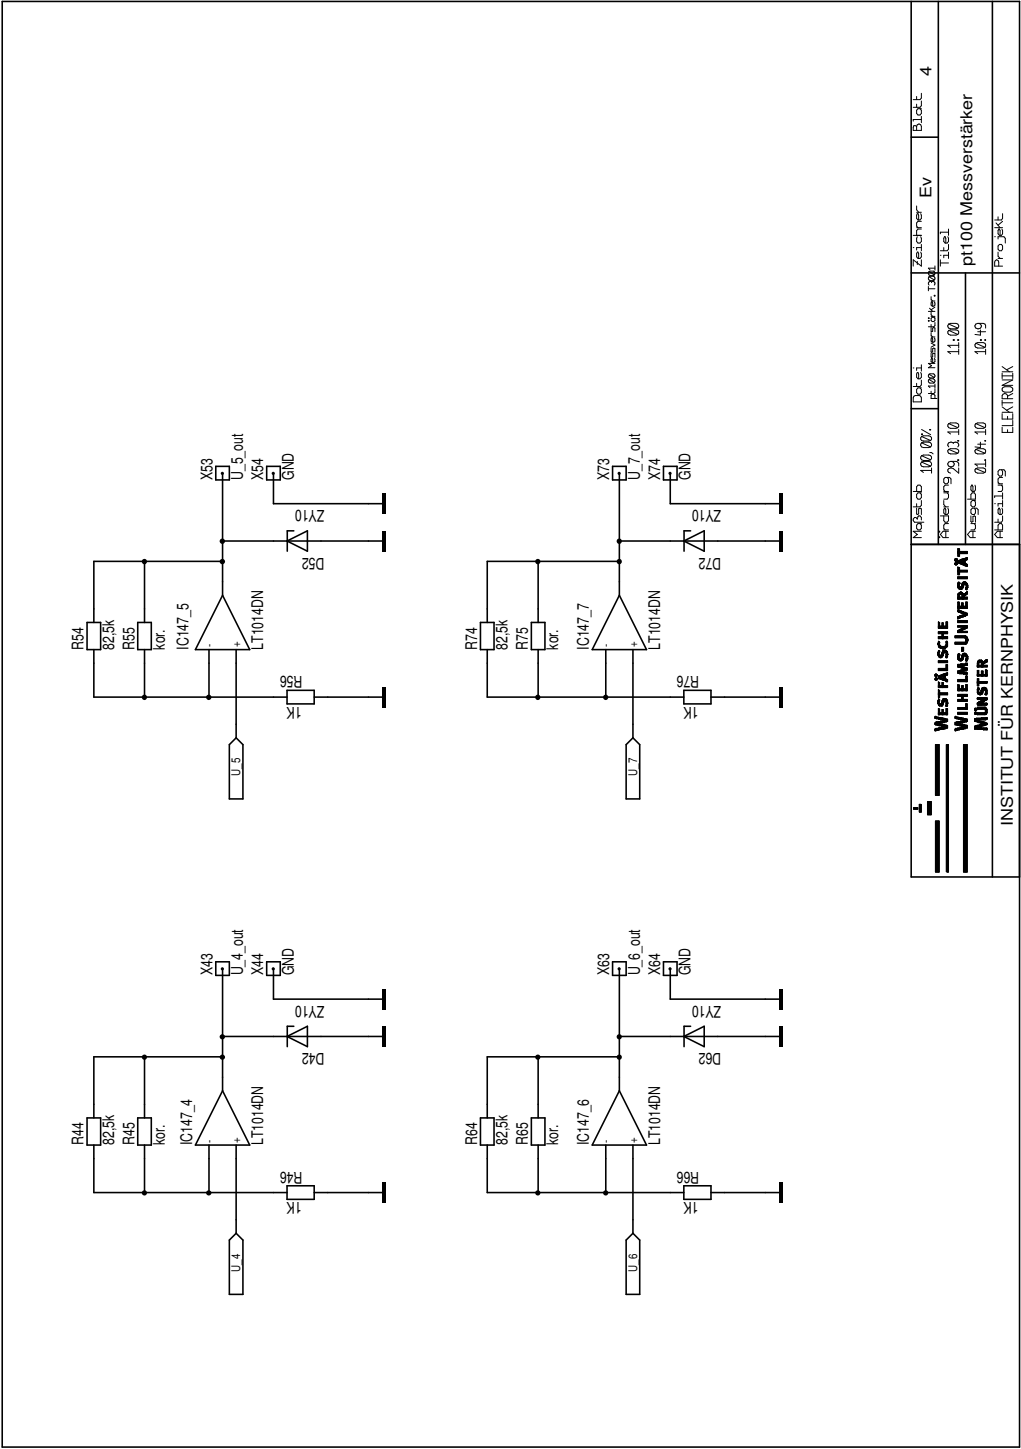 R44
82,5k
R45
kor.
IC147_4
-
+
LT1014DN
R46
1K
U_4
X43
U_4_out
X44
GND
ZY10
D42
R54
82,5k
R55
kor.
IC147_5
-
+
LT1014DN
R56
1K
U_5
X53
U_5_out
X54
GND
ZY10
D52
R64
82,5k
R65
kor.
IC147_6
-
+
LT1014DN
R66
1K
U_6
X63
U_6_out
X64
GND
ZY10
D62
R74
82,5k
R75
kor.
IC147_7
-
+
LT1014DN
R76
1K
U_7
X73
U_7_out
X74
GND
ZY10
D72
WESTFÄLISCHE
WILHELMS-UNIVERSITÄT
MÜNSTER
INSTITUT FÜR KERNPHYSIK
Maßstab 100,00%
Datei
pt100 Messverstärker.T3001
Zeichner Ev
Blatt 4
Änderung 29.03.10 11:00
Titel
pt100 Messverstärker
Ausgabe 01.04.10 10:49
Abteilung ELEKTRONIK
Projekt